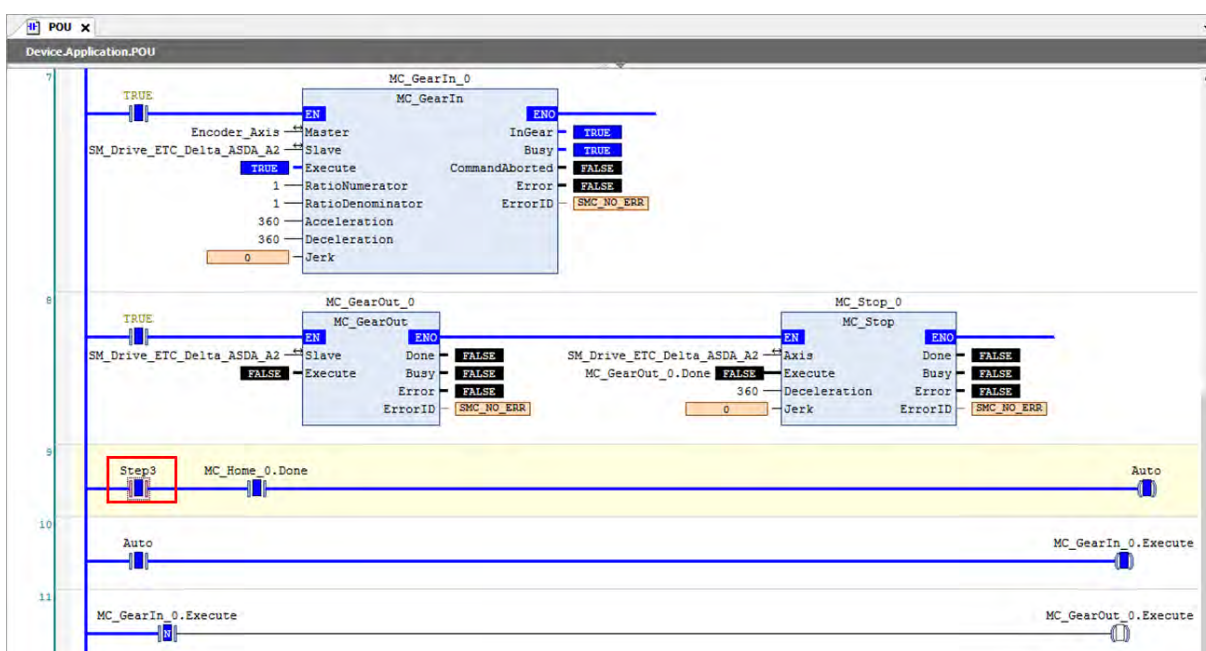 POU
Device.Application.POU
7
MC_GearIn_0
TRUE
MC_GearIn
EN ENO
Encoder_Axis Master InGear TRUE
SM_Drive_ETC_Delta_ASDA_A2 Slave Busy TRUE
TRUE Execute CommandAborted FALSE
1 RatioNumerator Error FALSE
1 RatioDenominator ErrorID SMC_NO_ERR
360 Acceleration
360 Deceleration
0 Jerk
8
MC_GearOut_0 MC_Stop_0
TRUE
MC_GearOut MC_Stop
EN ENO EN ENO
SM_Drive_ETC_Delta_ASDA_A2 Slave Done FALSE SM_Drive_ETC_Delta_ASDA_A2 Axis Done FALSE
FALSE Execute Busy FALSE MC_GearOut_0.Done FALSE Execute Busy FALSE
Error FALSE 360 Deceleration Error FALSE
ErrorID SMC_NO_ERR 0 Jerk ErrorID SMC_NO_ERR
9
Step3 MC_Home_0.Done Auto
10
Auto MC_GearIn_0.Execute
11
MC_GearIn_0.Execute MC_GearOut_0.Execute
N